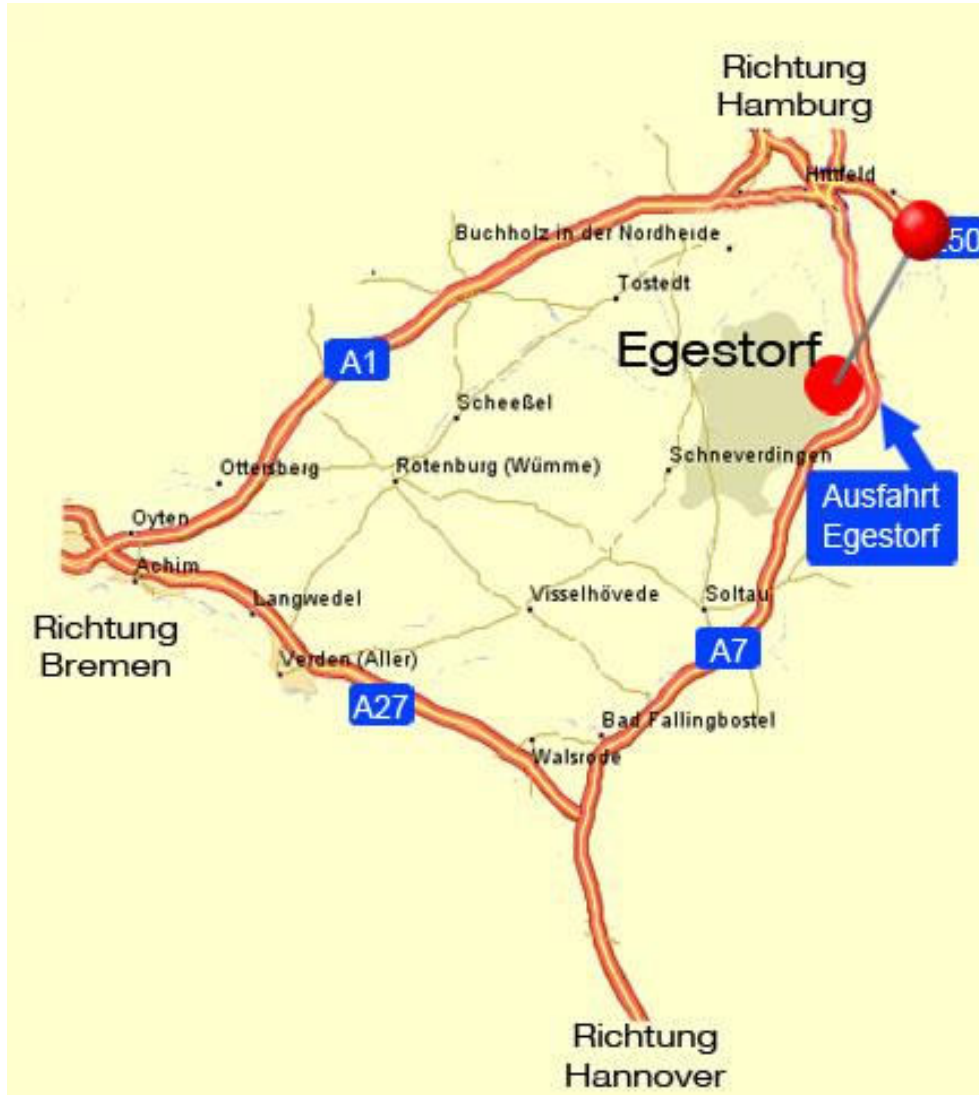 Richtung
Hamburg
Hittfeld
Buchholz in der Nordheide
50
Tostedt
Egestorf
A1
Scheeßel
Ottersberg
Rotenburg (Wümme)
Schneverdingen
Ausfahrt
Egestorf
Oyten
Achim
Langwedel
Visselhövede
Soltau
Richtung
Bremen
Verden (Aller)
A7
A27
Bad Fallingbostel
Walsrode
Richtung
Hannover